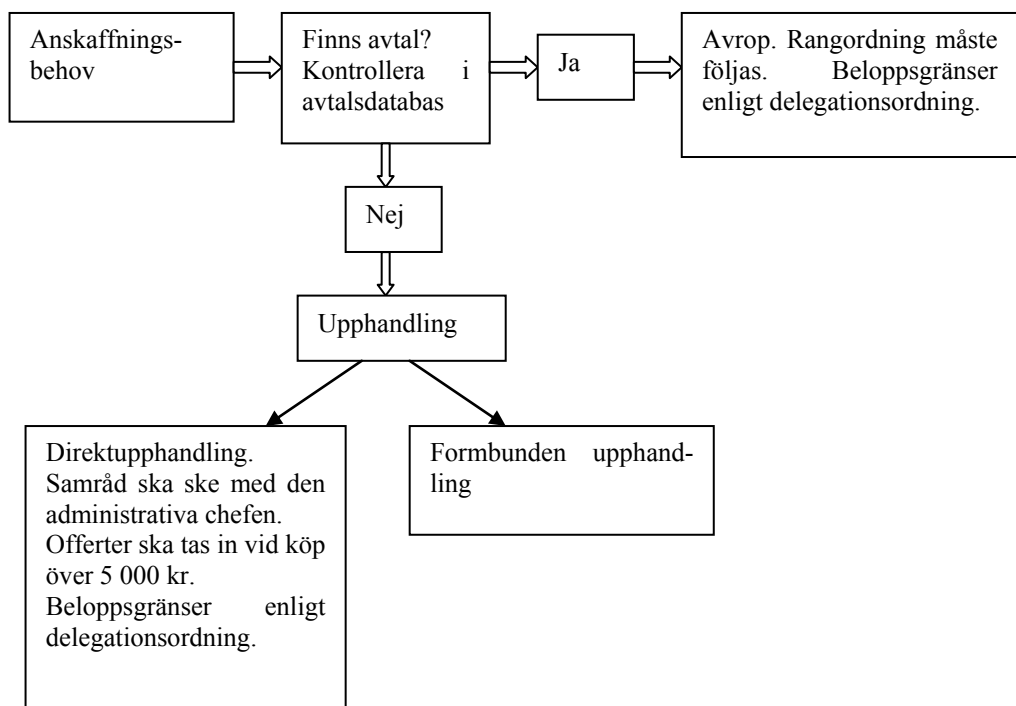 Anskaffnings-
behov
Finns avtal?
Kontrollera i
avtalsdatabas
Ja
Avrop. Rangordning måste
följas. Beloppsgränser
enligt delegationsordning.
Nej
Upphandling
Direktupphandling.
Samråd ska ske med den
administrativa chefen.
Offerter ska tas in vid köp
över 5 000 kr.
Beloppsgränser enligt
delegationsordning.
Formbunden upphand-
ling